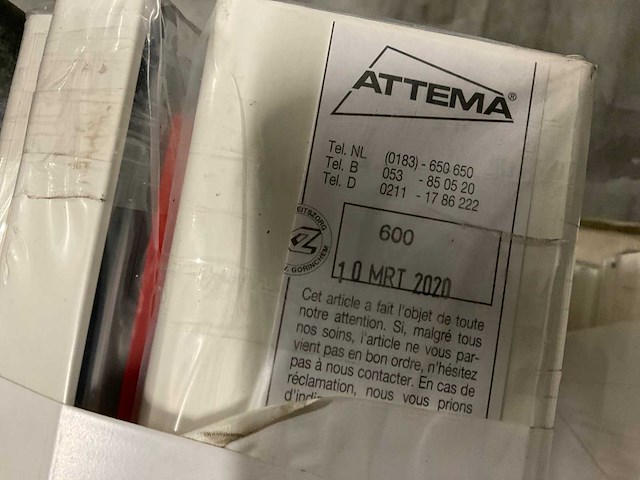 ATTEMA®
Tel. NL (0183) - 650 650
Tel. B 053 - 85 05 20
Tel. D 0211 - 17 86 222
600
10 MRT 2020
GORINCHEM
Cet article a fait l'objet de toute
notre attention. Si, malgré tous
nos soins, l'article ne vous par-
vient pas en bon ordre, n'hésitez
pas à nous contacter. En cas de
réclamation, nous vous prions